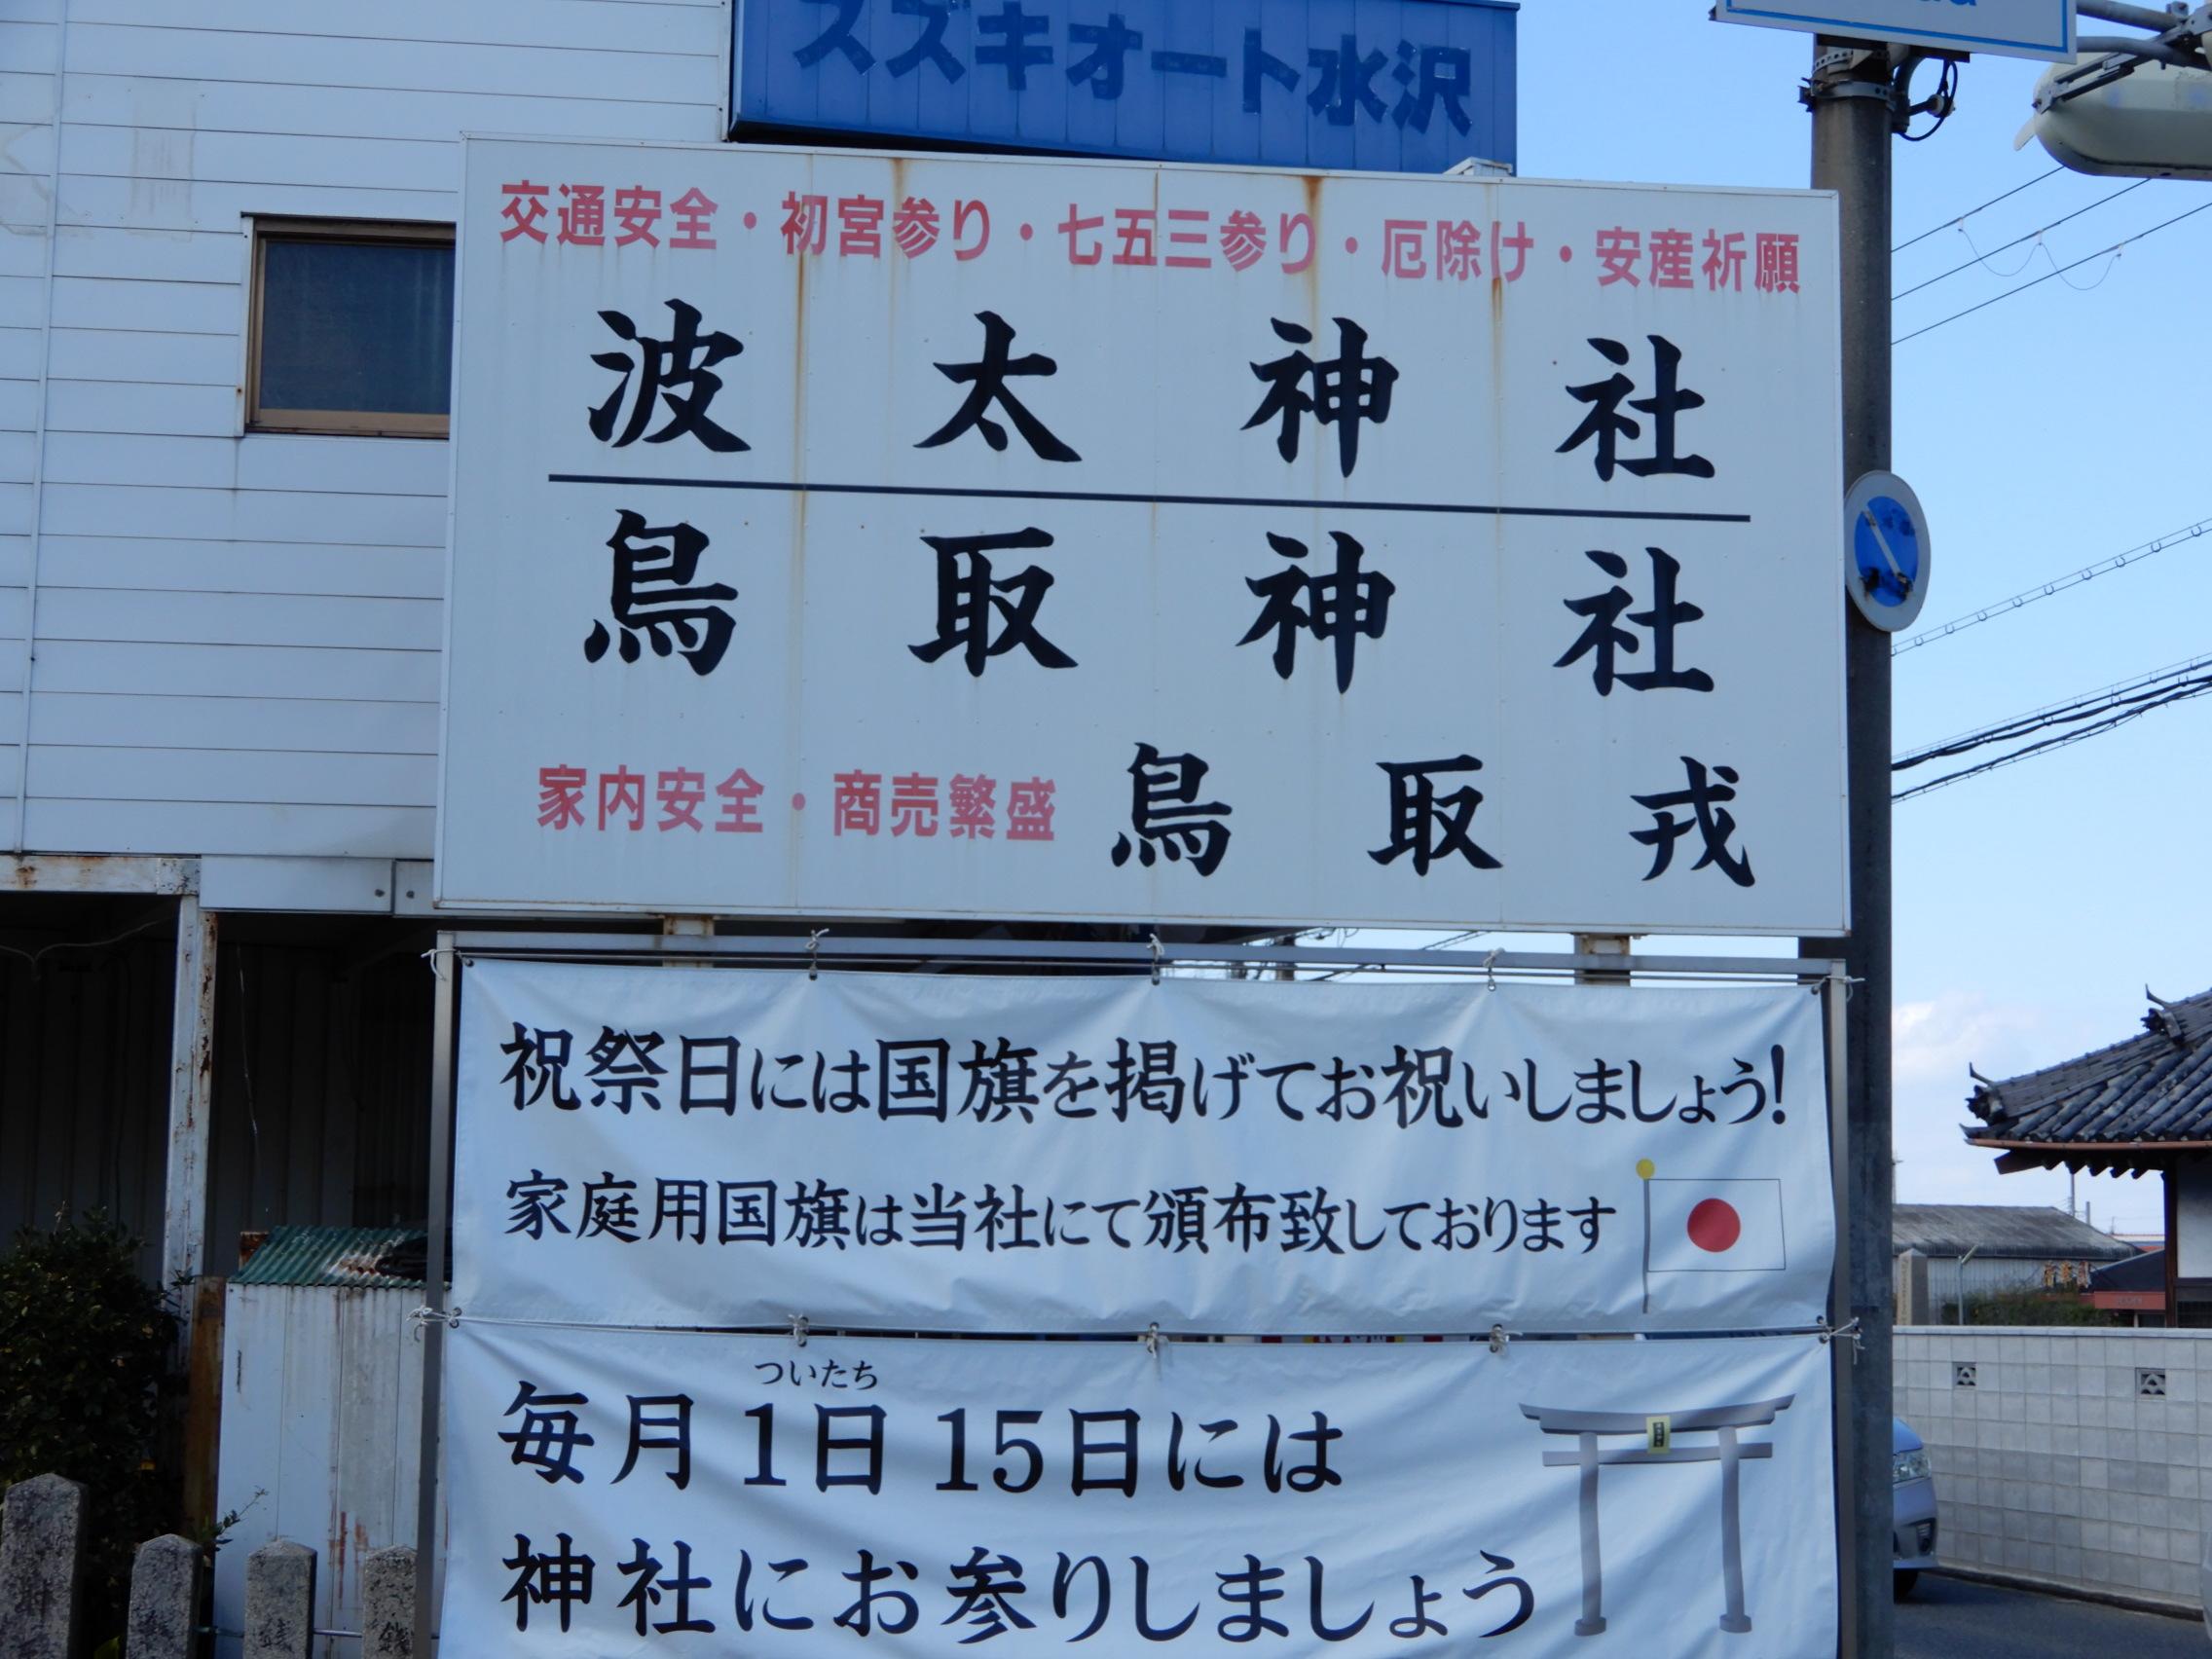 スズキオート水沢
交通安全・初宮参り・七五三参り・厄除け・安産祈願
波太神社
鳥取神社
家内安全・商売繁盛 鳥取戎
祝祭日には国旗を掲げてお祝いしましょう!
家庭用国旗は当社にて頒布致しております
ついたち
毎月1日 15日には
神社にお参りしましょう